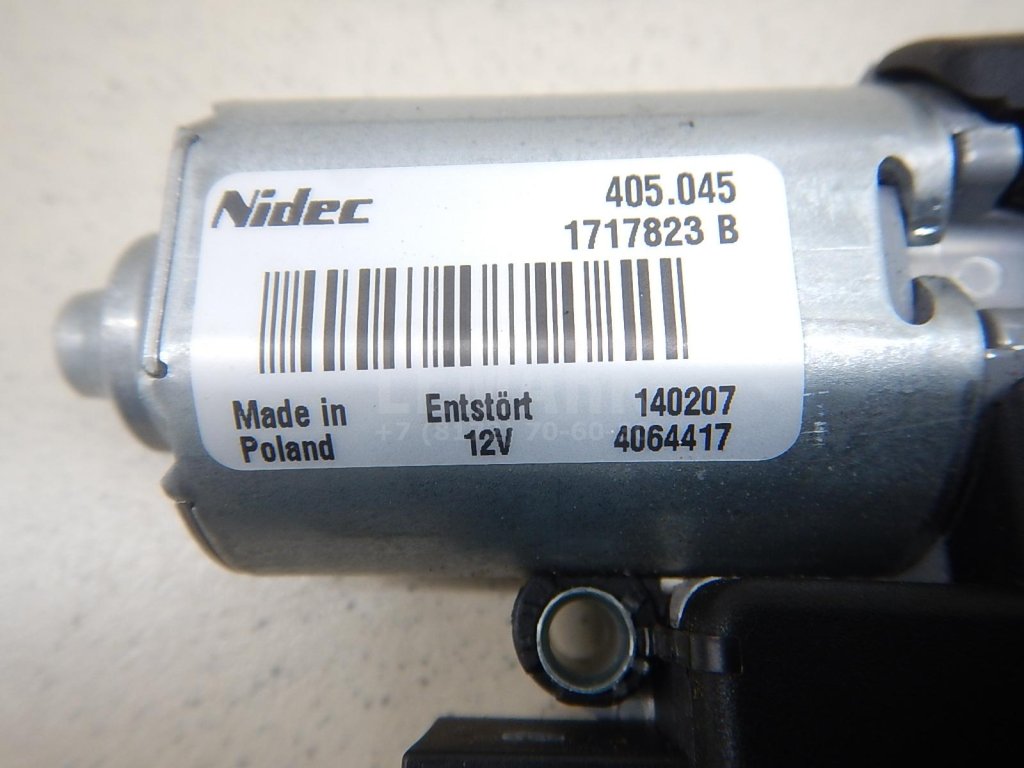 Nidec 405.045
1717823 B
Made in Entstört 140207
Poland 12V 4064417